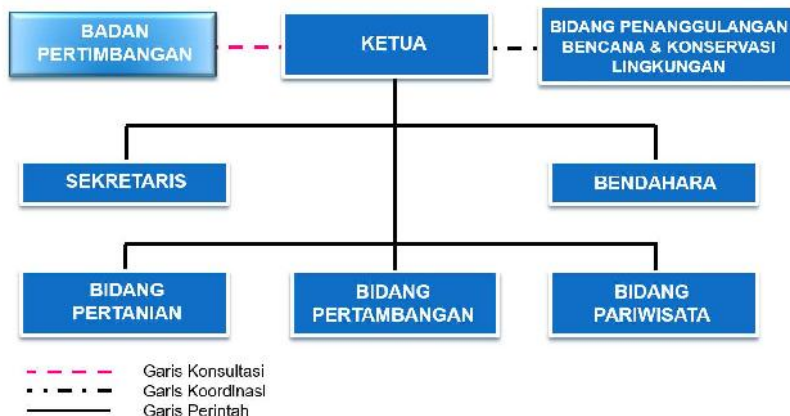 BADAN
PERTIMBANGAN
KETUA
BIDANG PENANGGULANGAN
BENCANA & KONSERVASI
LINGKUNGAN
SEKRETARIS
BENDAHARA
BIDANG
PERTANIAN
BIDANG
PERTAMBANGAN
BIDANG
PARIWISATA
Garis Konsultasi
Garis Koordinasi
Garis Perintah